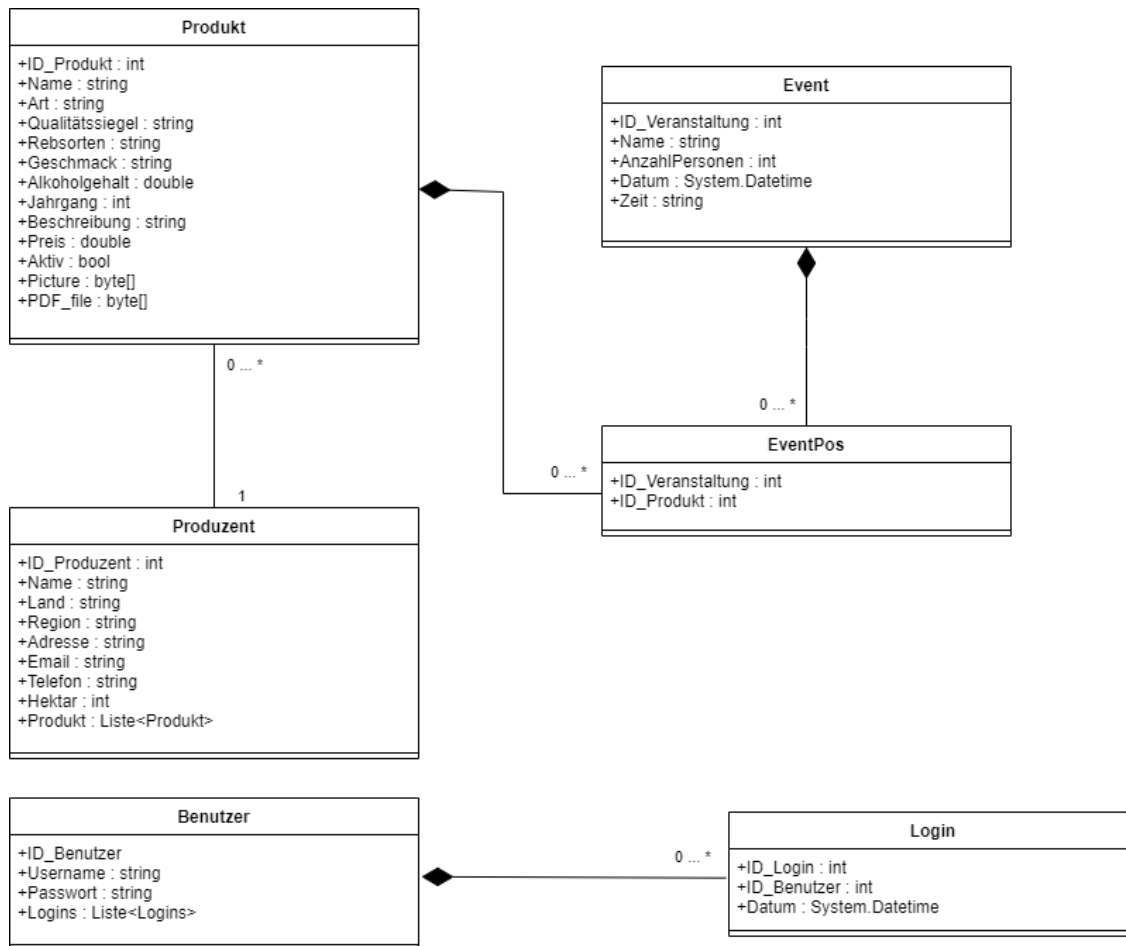 Produkt
+ID_Produkt : int
+Name : string
+Art : string
+Qualitätssiegel : string
+Rebsorten : string
+Geschmack : string
+Alkoholgehalt : double
+Jahrgang : int
+Beschreibung : string
+Preis : double
+Aktiv : bool
+Picture : byte[]
+PDF_file : byte[]
0 ... *
1
Produzent
+ID_Produzent : int
+Name : string
+Land : string
+Region : string
+Adresse : string
+Email : string
+Telefon : string
+Hektar : int
+Produkt : Liste<Produkt>
Event
+ID_Veranstaltung : int
+Name : string
+AnzahlPersonen : int
+Datum : System.Datetime
+Zeit : string
0 ... *
0 ... *
EventPos
+ID_Veranstaltung : int
+ID_Produkt : int
Benutzer
+ID_Benutzer
+Username : string
+Passwort : string
+Logins : Liste<Logins>
0 ... *
Login
+ID_Login : int
+ID_Benutzer : int
+Datum : System.Datetime